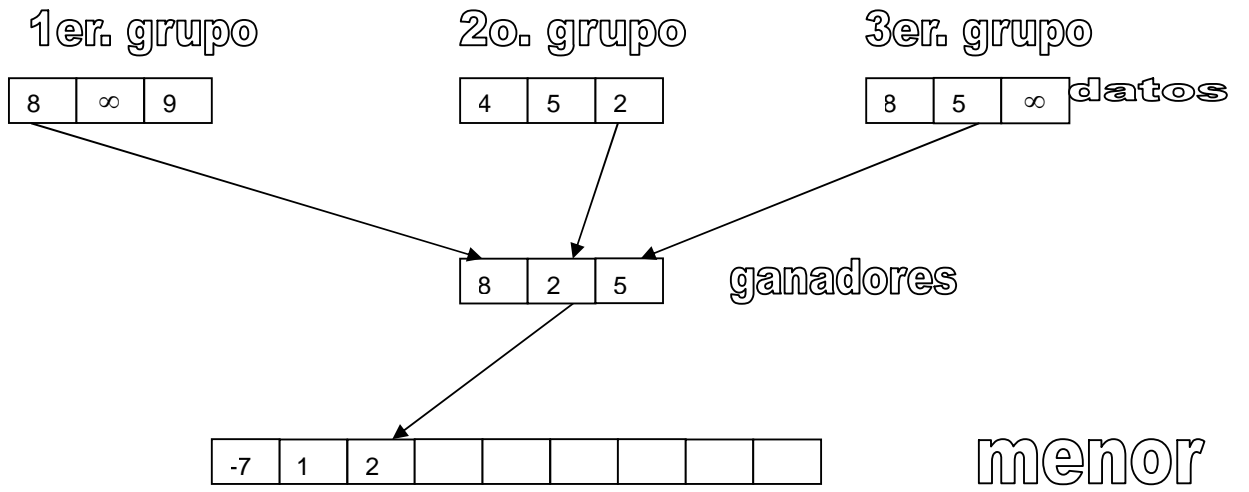 1er. grupo 2o. grupo 3er. grupo
8 ∞ 9 4 5 2 8 5 ∞ datos
8 2 5 ganadores
-7 1 2 menor